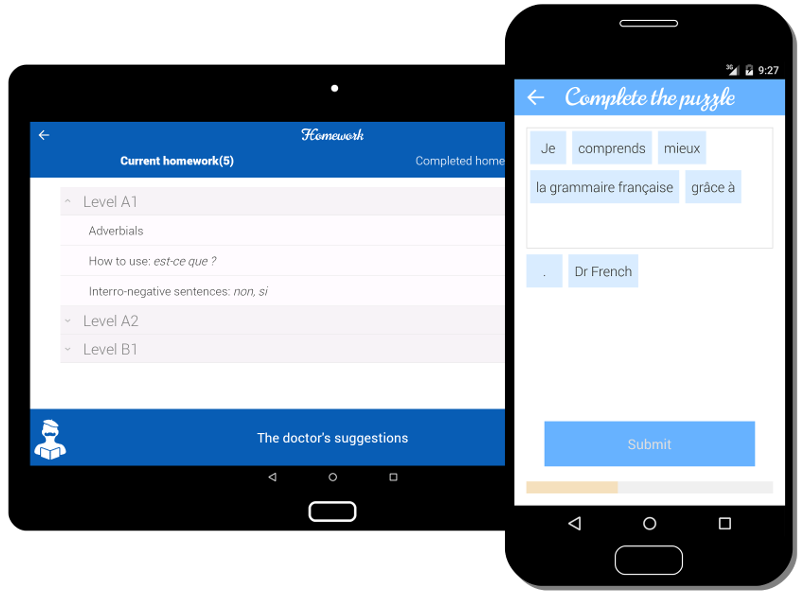 Homework
Current homework(5)
Completed home
Level A1
Adverbials
How to use: est-ce que ?
Interro-negative sentences: non, si
Level A2
Level B1
The doctor's suggestions
3G 9:27
Complete the puzzle
Je comprends mieux
la grammaire française grâce à
. Dr French
Submit